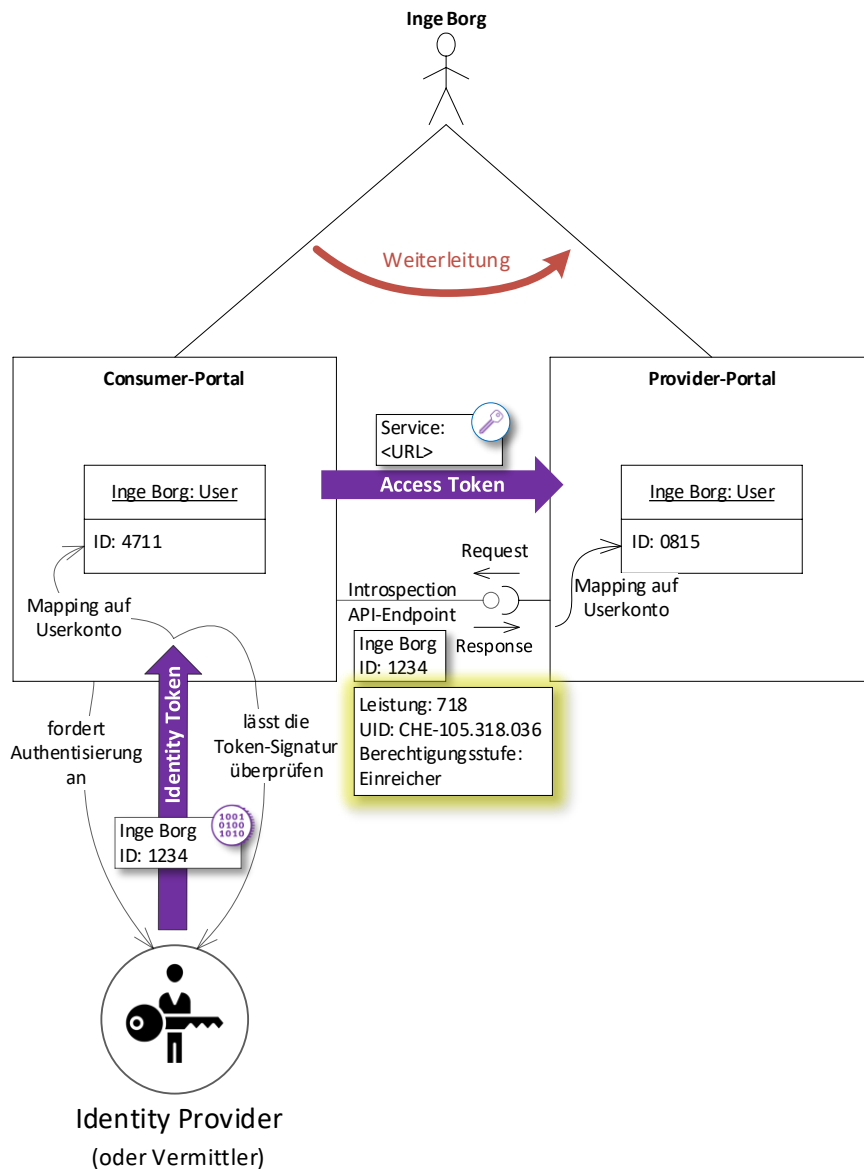 Inge Borg
Weiterleitung
Consumer-Portal
Provider-Portal
Service:
<URL>
Access Token
Inge Borg: User
ID: 4711
Inge Borg: User
ID: 0815
Mapping auf
Userkonto
Request
Introspection
API-Endpoint
Response
Mapping auf
Userkonto
Inge Borg
ID: 1234
Leistung: 718
UID: CHE-105.318.036
Berechtigungsstufe:
Einreicher
fordert
Authentisierung
an
Identity Token
lässt die
Token-Signatur
überprüfen
Inge Borg
ID: 1234
1001
0100
1010
Identity Provider
(oder Vermittler)